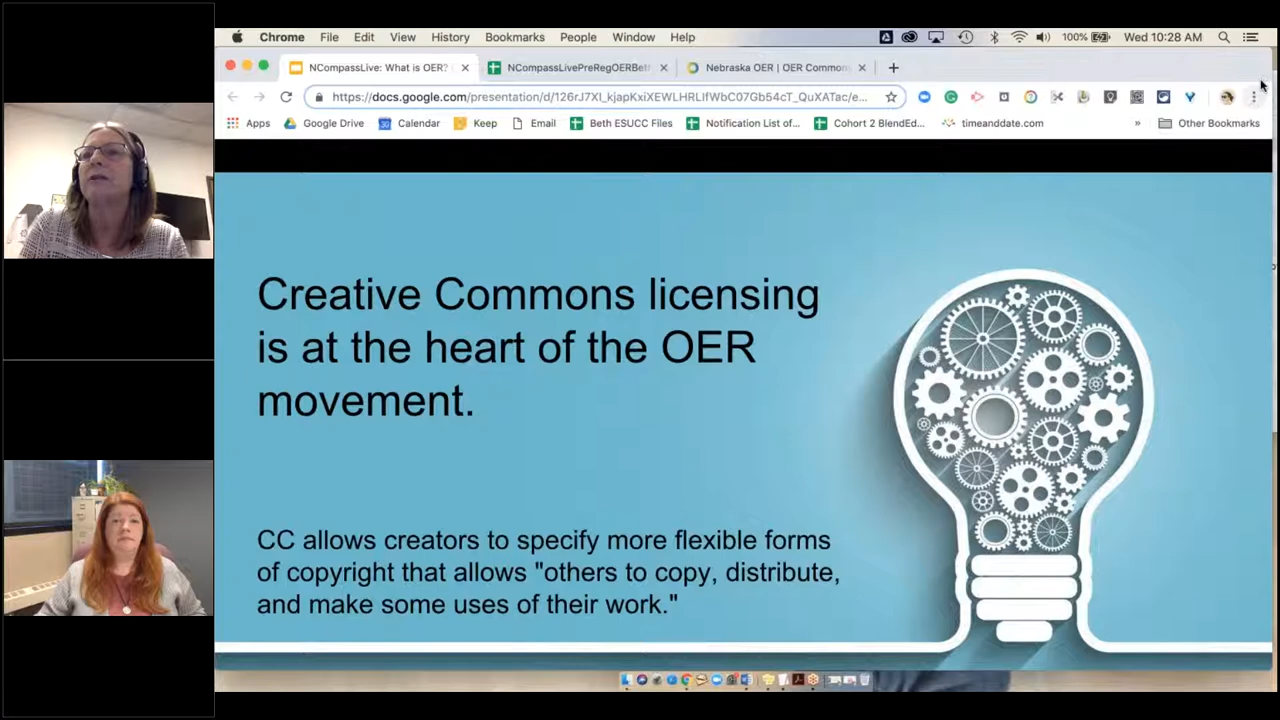 Chrome File Edit View History Bookmarks People Window Help 100% Wed 10:28 AM
NCompassLive: What is OER? NCompassLivePreRegOERBeth Nebraska OER | OER Commons
https://docs.google.com/presentation/d/126rJ7XI_kjapKxiXEWLHRLIfWbC07Gb54cT_QuXATac/e...
Apps Google Drive Calendar Keep Email Beth ESUCC Files Notification List of... Cohort 2 BlendEd... timeanddate.com » Other Bookmarks
Creative Commons licensing
is at the heart of the OER
movement.
CC allows creators to specify more flexible forms
of copyright that allows "others to copy, distribute,
and make some uses of their work."